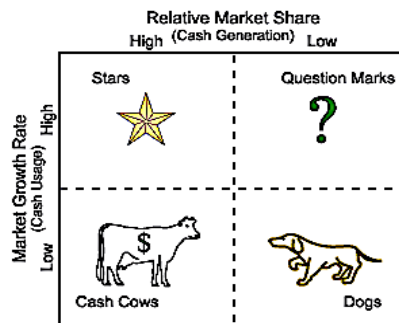 Relative Market Share
High (Cash Generation) Low
Stars
Question Marks
?
Market Growth Rate
(Cash Usage)
High
Low
$
Cash Cows
Dogs